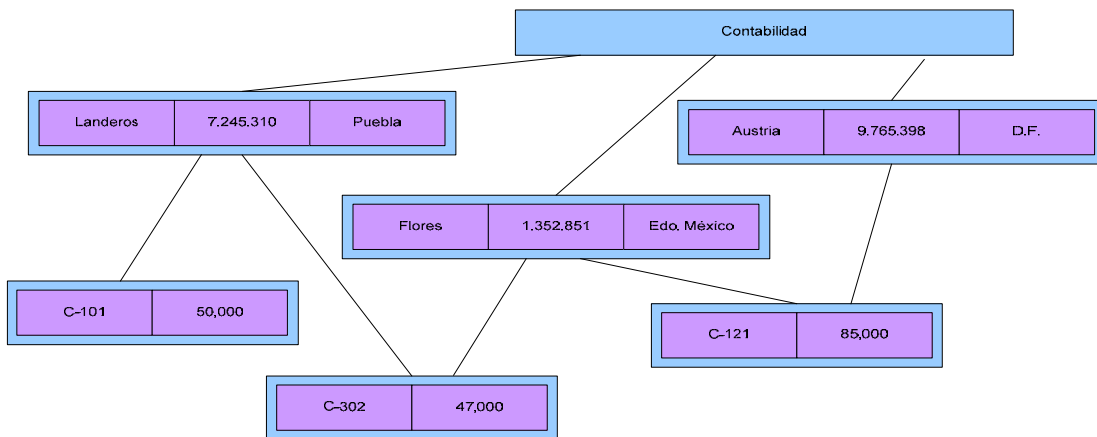 Contabilidad
Landeros 7.245.310 Puebla
Austria 9.765.398 D.F.
Flores 1.352.851 Edo. México
C-101 50,000
C-121 85,000
C-302 47,000